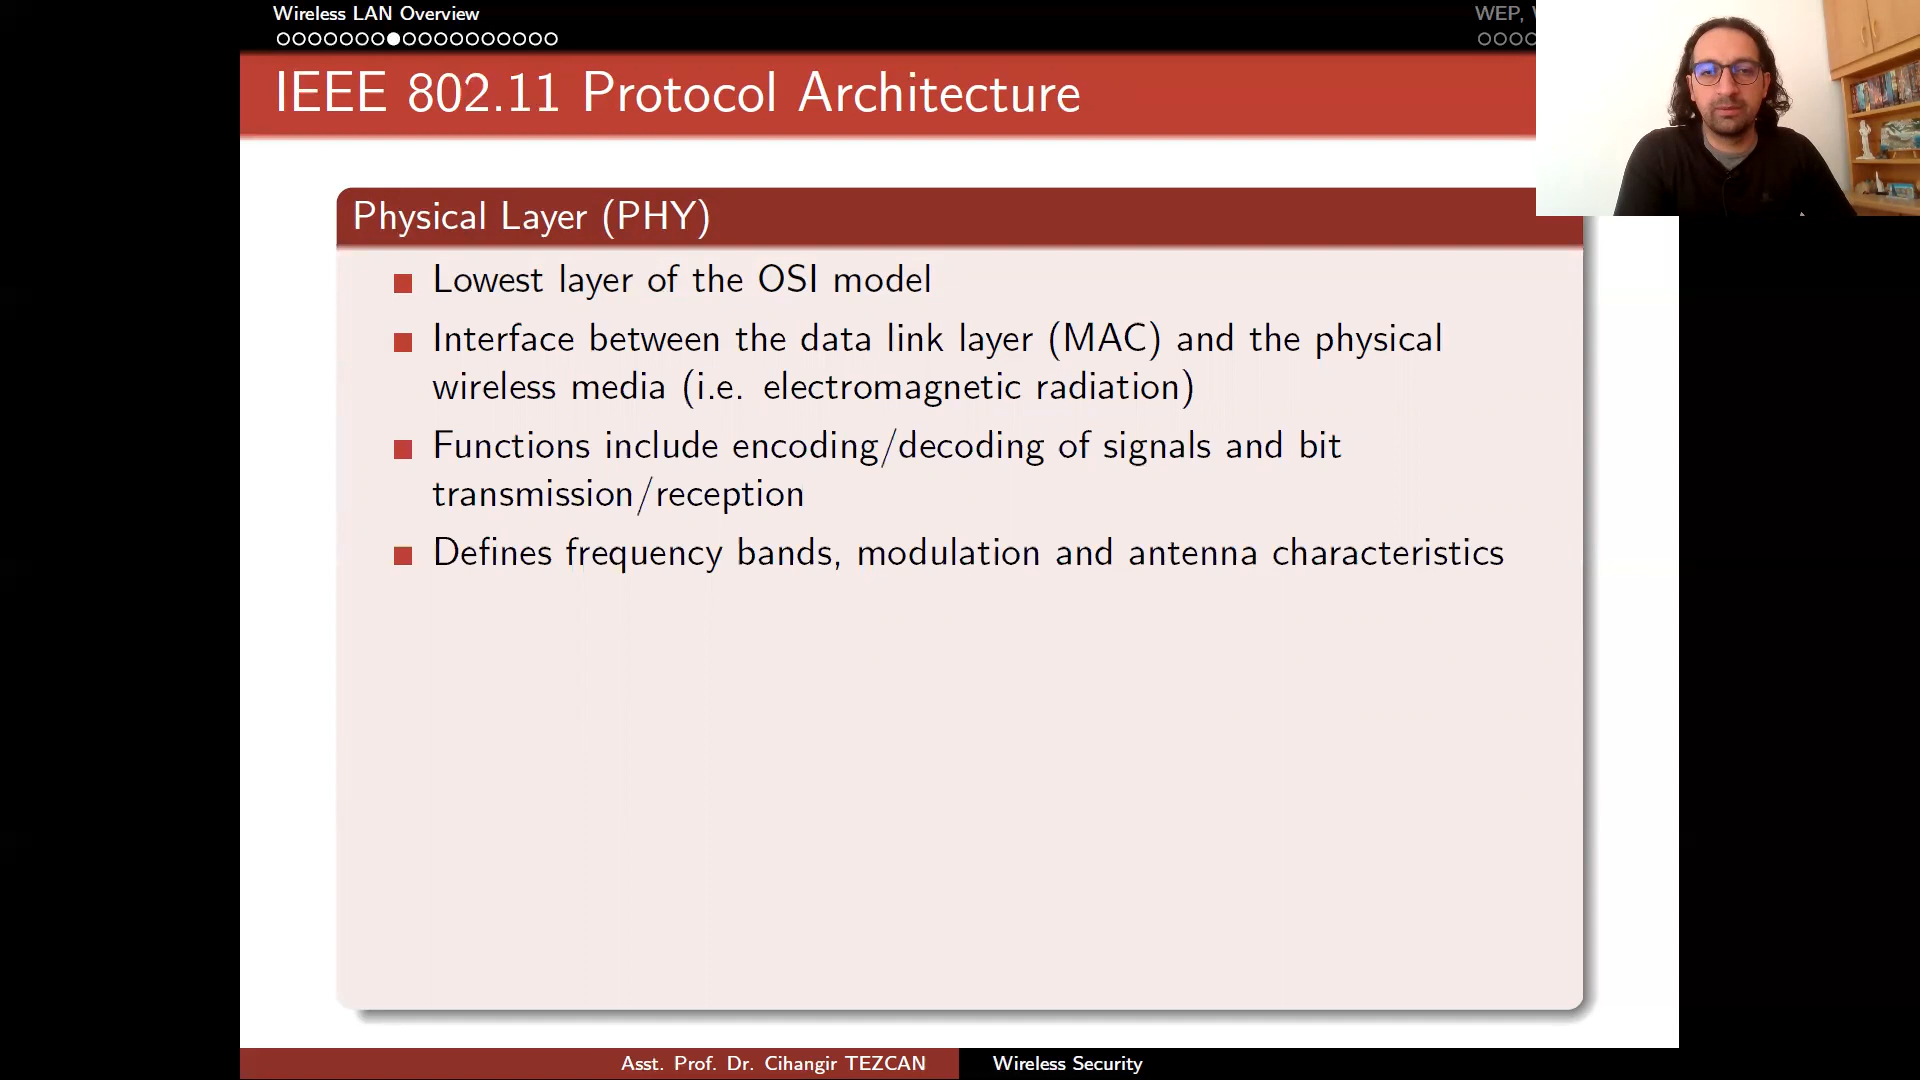 Wireless LAN Overview
WEP,
IEEE 802.11 Protocol Architecture
Physical Layer (PHY)
Lowest layer of the OSI model
Interface between the data link layer (MAC) and the physical
wireless media (i.e. electromagnetic radiation)
Functions include encoding/decoding of signals and bit
transmission/reception
Defines frequency bands, modulation and antenna characteristics
Asst. Prof. Dr. Cihangir TEZCAN
Wireless Security